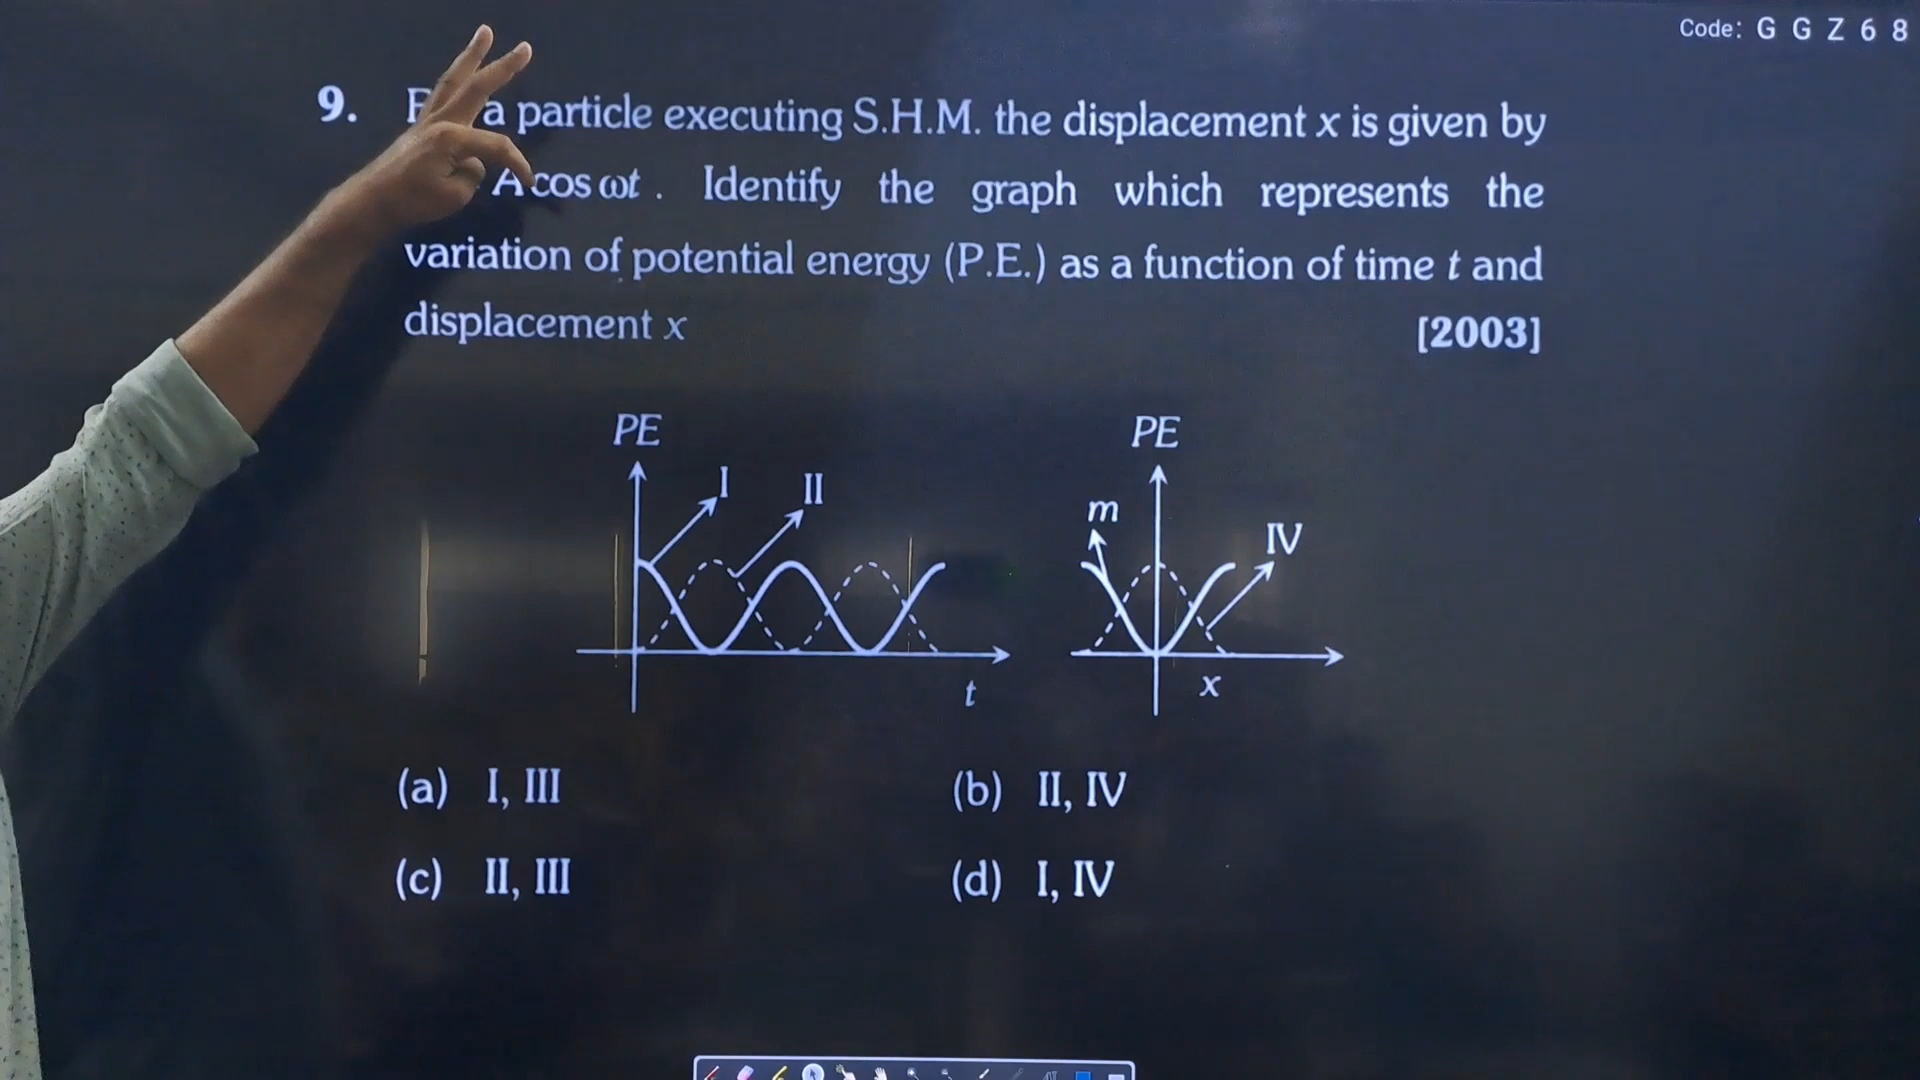 Code: G G Z 6 8
9. a particle executing S.H.M. the displacement x is given by
A cos ωt . Identify the graph which represents the
variation of potential energy (P.E.) as a function of time t and
displacement x [2003]
PE PE
I II m IV
t x
(a) I, III (b) II, IV
(c) II, III (d) I, IV